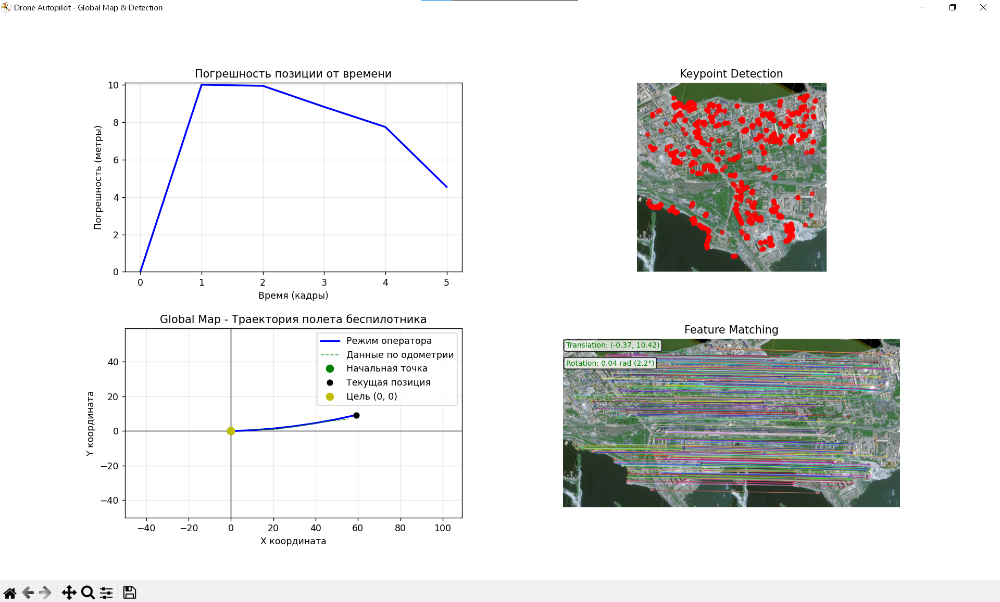 Drone Autopilot - Global Map & Detection
Погрешность позиции от времени
10
8
6
4
2
0
Погрешность (метры)
0 1 2 3 4 5
Время (кадры)
Keypoint Detection
Global Map - Траектория полета беспилотника
Режим оператора
Данные по одометрии
Начальная точка
Текущая позиция
Цель (0, 0)
40
20
0
−20
−40
Y координата
−40 −20 0 20 40 60 80 100
X координата
Feature Matching
Translation: (-0.37, 10.42)
Rotation: 0.04 rad (2.2°)